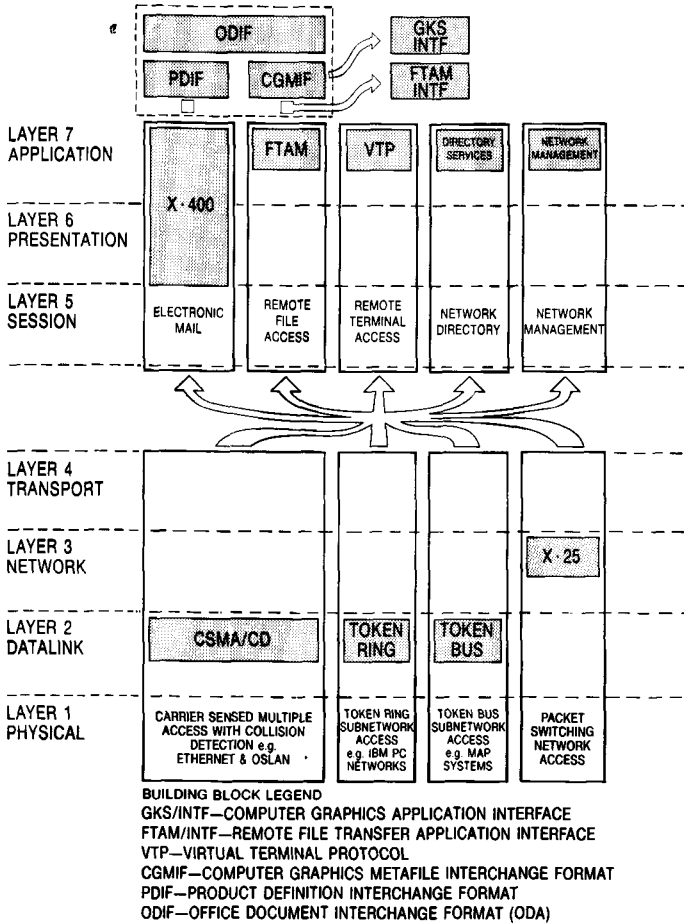 ODIF
GKS
INTF
PDIF
CGMIF
FTAM
INTF
LAYER 7
APPLICATION
FTAM
VTP
DIRECTORY
SERVICES
NETWORK
MANAGEMENT
X·400
LAYER 6
PRESENTATION
LAYER 5
SESSION
ELECTRONIC
MAIL
REMOTE
FILE
ACCESS
REMOTE
TERMINAL
ACCESS
NETWORK
DIRECTORY
NETWORK
MANAGEMENT
LAYER 4
TRANSPORT
LAYER 3
NETWORK
X·25
LAYER 2
DATALINK
CSMA/CD
TOKEN
RING
TOKEN
BUS
LAYER 1
PHYSICAL
CARRIER SENSED MULTIPLE
ACCESS WITH COLLISION
DETECTION e.g.
ETHERNET & OSLAN
TOKEN RING
SUBNETWORK
ACCESS
e.g. IBM PC
NETWORKS
TOKEN BUS
SUBNETWORK
ACCESS
e.g. MAP
SYSTEMS
PACKET
SWITCHING
NETWORK
ACCESS
BUILDING BLOCK LEGEND
GKS/INTF—COMPUTER GRAPHICS APPLICATION INTERFACE
FTAM/INTF—REMOTE FILE TRANSFER APPLICATION INTERFACE
VTP—VIRTUAL TERMINAL PROTOCOL
CGMIF—COMPUTER GRAPHICS METAFILE INTERCHANGE FORMAT
PDIF—PRODUCT DEFINITION INTERCHANGE FORMAT
ODIF—OFFICE DOCUMENT INTERCHANGE FORMAT (ODA)